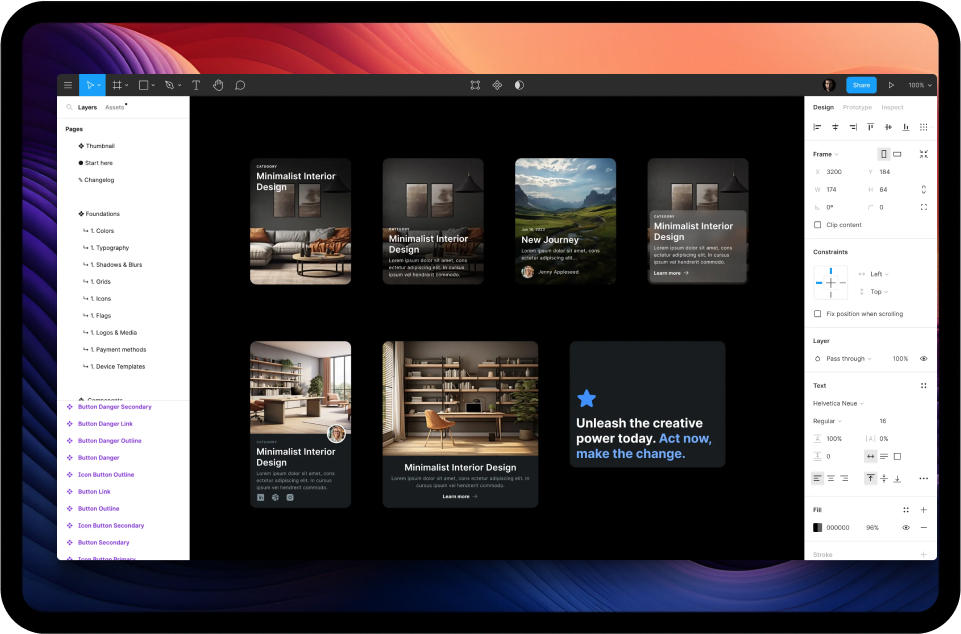 100%
Share
Layers
Assets
Pages
Thumbnail
Start here
Changelog
Foundations
↪ 1. Colors
↪ 1. Typography
↪ 1. Shadows & Blurs
↪ 1. Grids
↪ 1. Icons
↪ 1. Flags
↪ 1. Logos & Media
↪ 1. Payment methods
↪ 1. Device Templates
Components
Button Danger Secondary
Button Danger Link
Button Danger Outline
Button Danger
Icon Button Outline
Button Link
Button Outline
Icon Button Secondary
Button Secondary
Icon Button Primary
CATEGORY
Minimalist Interior
Design
CATEGORY
Minimalist Interior
Design
Lorem ipsum dolor sit amet, cons
ectetur adipiscing elit. In cursus
ipsum vel hendrerit commodo.
New Journey
Lorem ipsum dolor sit amet, cons
ectetur adipiscing elit...
Jenny Appleseed
CATEGORY
Minimalist Interior
Design
Lorem ipsum dolor sit amet, cons
ectetur adipiscing elit. In cursus
ipsum vel hendrerit commodo.
Learn more →
CATEGORY
Minimalist Interior
Design
Lorem ipsum dolor sit amet, cons
ectetur adipiscing elit. In cursus
ipsum vel hendrerit commodo.
Minimalist Interior Design
Lorem ipsum dolor sit amet, cons ectetur adipiscing elit. In
cursus ipsum vel hendrerit commodo.
Learn more →
Unleash the creative
power today. Act now,
make the change.
Design Prototype Inspect
Frame
X 3200 Y 184
W 174 H 64
0° 0
Clip content
Constraints
Left
Top
Fix position when scrolling
Layer
Pass through 100%
Text
Helvetica Neue
Regular 16
100% 0%
0
Fill
000000 96%
Stroke